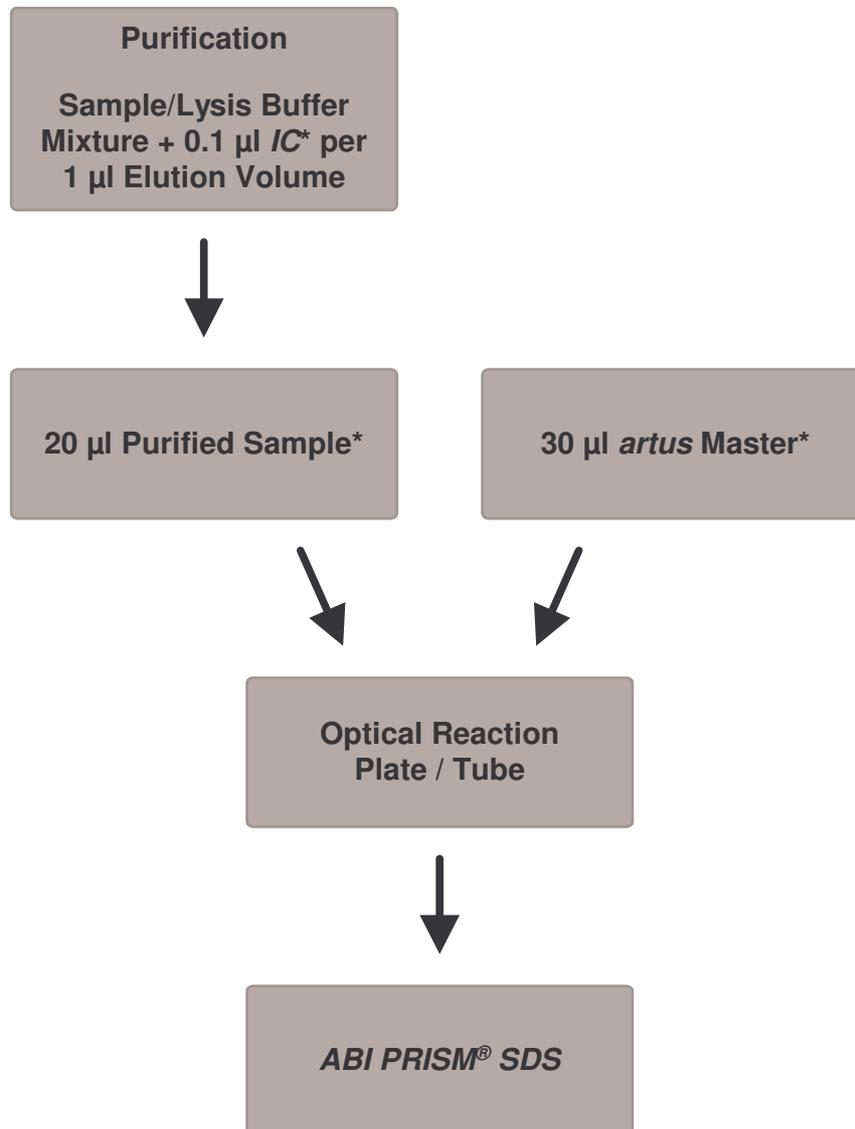 Purification
Sample/Lysis Buffer
Mixture + 0.1 µl IC* per
1 µl Elution Volume
20 µl Purified Sample*
30 µl artus Master*
Optical Reaction
Plate / Tube
ABI PRISM® SDS